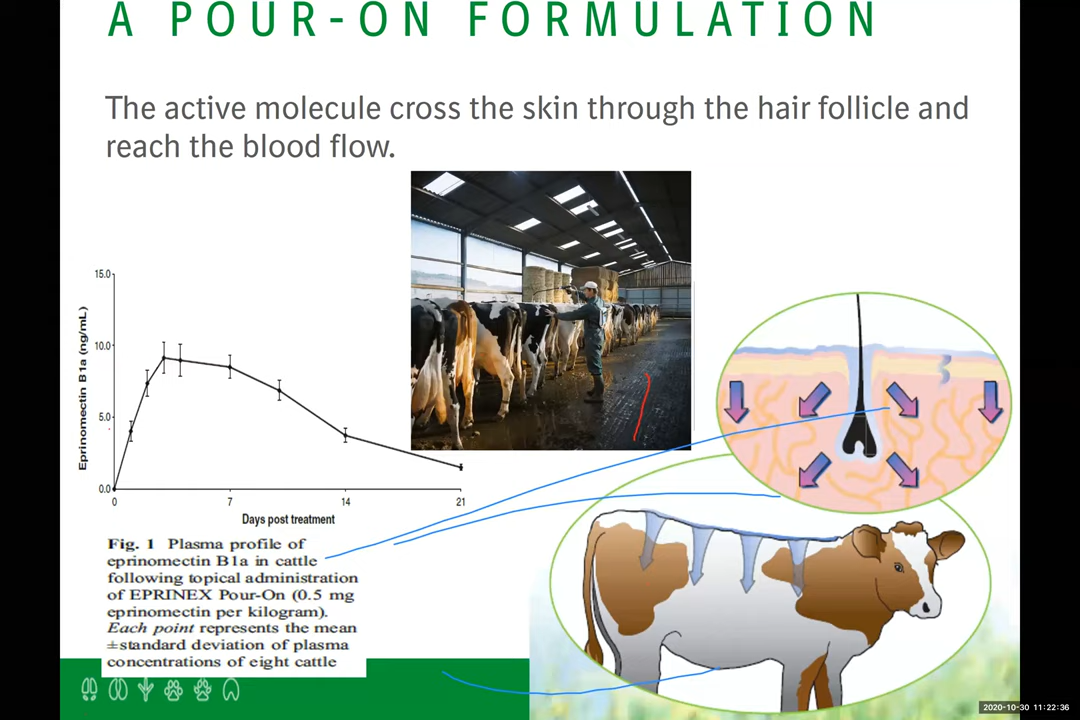 A POUR-ON FORMULATION
The active molecule cross the skin through the hair follicle and
reach the blood flow.
15.0
10.0
5.0
0.0
Eprinomectin B1a (ng/mL)
0
7
14
21
Days post treatment
Fig. 1 Plasma profile of
eprinomectin B1a in cattle
following topical administration
of EPRINEX Pour-On (0.5 mg
eprinomectin per kilogram).
Each point represents the mean
±standard deviation of plasma
concentrations of eight cattle
2020-10-30 11:22:36